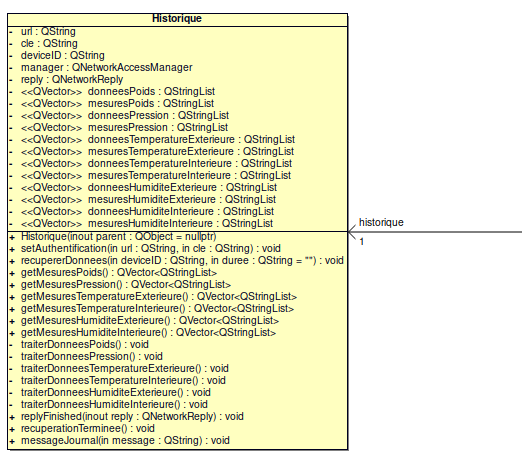 Historique
- url : QString
- cle : QString
- deviceID : QString
- manager : QNetworkAccessManager
- reply : QNetworkReply
- <<QVector>> donneesPoids : QStringList
- <<QVector>> mesuresPoids : QStringList
- <<QVector>> donneesPression : QStringList
- <<QVector>> mesuresPression : QStringList
- <<QVector>> donneesTemperatureExterieure : QStringList
- <<QVector>> mesuresTemperatureExterieure : QStringList
- <<QVector>> donneesTemperatureInterieure : QStringList
- <<QVector>> mesuresTemperatureInterieure : QStringList
- <<QVector>> donneesHumiditeExterieure : QStringList
- <<QVector>> mesuresHumiditeExterieure : QStringList
- <<QVector>> donneesHumiditeInterieure : QStringList
- <<QVector>> mesuresHumiditeInterieure : QStringList
historique
1
+ Historique(inout parent : QObject = nullptr)
+ setAuthentification(in url : QString, in cle : QString) : void
+ recupererDonnees(in deviceID : QString, in duree : QString = "") : void
+ getMesuresPoids() : QVector<QStringList>
+ getMesuresPression() : QVector<QStringList>
+ getMesuresTemperatureExterieure() : QVector<QStringList>
+ getMesuresTemperatureInterieure() : QVector<QStringList>
+ getMesuresHumiditeExterieure() : QVector<QStringList>
+ getMesuresHumiditeInterieure() : QVector<QStringList>
- traiterDonneesPoids() : void
- traiterDonneesPression() : void
- traiterDonneesTemperatureExterieure() : void
- traiterDonneesTemperatureInterieure() : void
- traiterDonneesHumiditeExterieure() : void
- traiterDonneesHumiditeInterieure() : void
+ replyFinished(inout reply : QNetworkReply) : void
+ recuperationTerminee() : void
+ messageJournal(in message : QString) : void